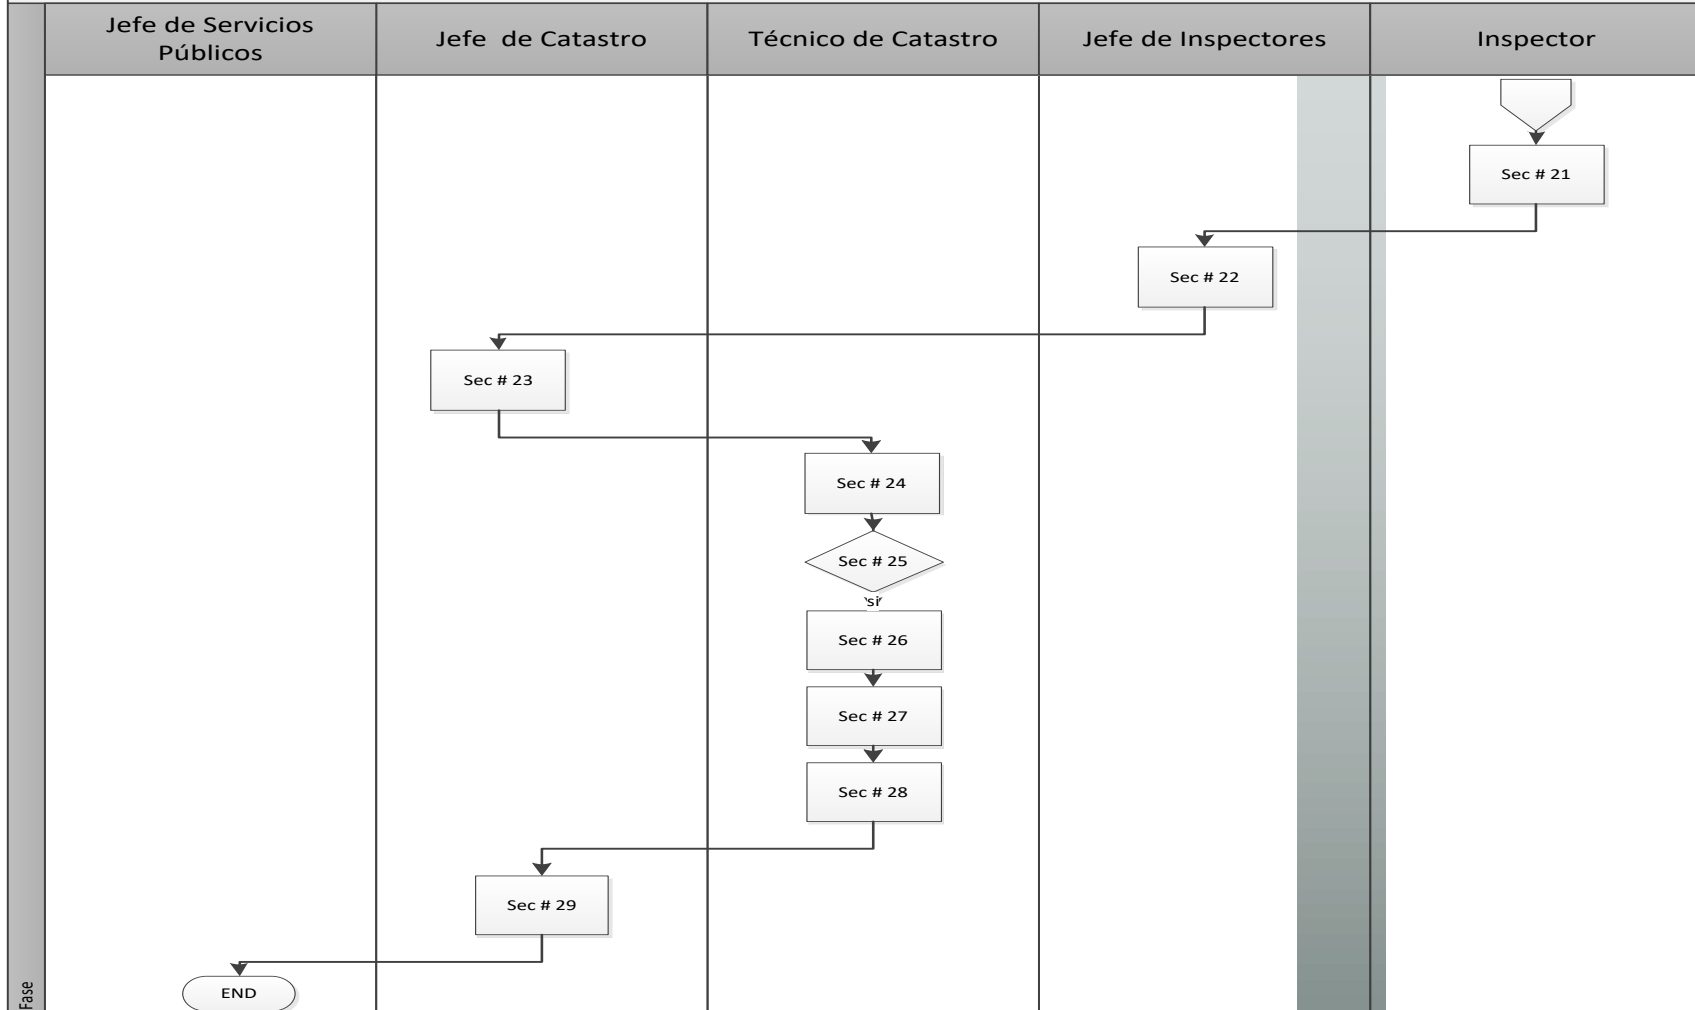 Jefe de Servicios
Públicos
Jefe de Catastro
Técnico de Catastro
Jefe de Inspectores
Inspector
Sec # 21
Sec # 22
Sec # 23
Sec # 24
Sec # 25
si
Sec # 26
Sec # 27
Sec # 28
Sec # 29
END
Fase